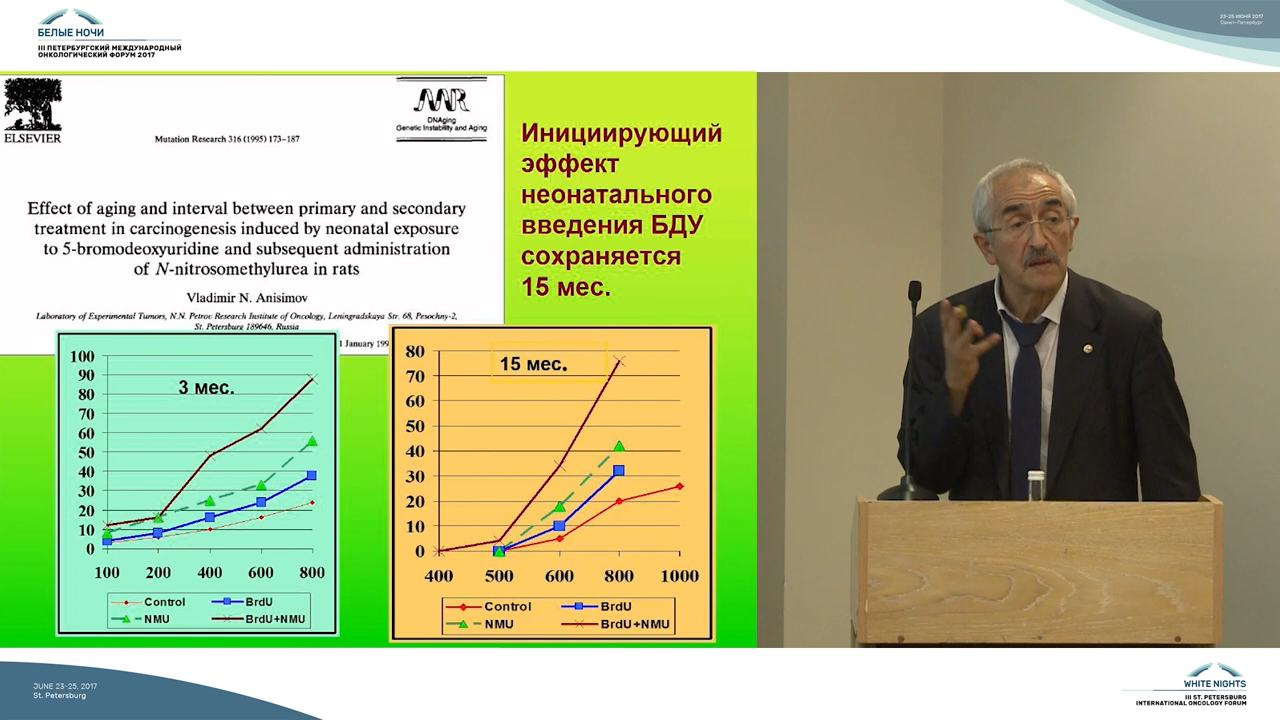 БЕЛЫЕ НОЧИ
III ПЕТЕРБУРГСКИЙ МЕЖДУНАРОДНЫЙ
ОНКОЛОГИЧЕСКИЙ ФОРУМ 2017
23-25 ИЮНЯ 2017
Санкт-Петербург
ELSEVIER
Mutation Research 316 (1995) 173–187
DNAging
Genetic Instability and Aging
Effect of aging and interval between primary and secondary
treatment in carcinogenesis induced by neonatal exposure
to 5-bromodeoxyuridine and subsequent administration
of N-nitrosomethylurea in rats
Vladimir N. Anisimov
Laboratory of Experimental Tumors, N.N. Petrov Research Institute of Oncology, Leningradskaya Str. 68, Pesochny-2,
St. Petersburg 189646, Russia
Инициирующий
эффект
неонатального
введения БДУ
сохраняется
15 мес.
3 мес.
100
90
80
70
60
50
40
30
20
10
0
100 200 400 600 800
Control BrdU
NMU BrdU+NMU
15 мес.
80
70
60
50
40
30
20
10
0
400 500 600 800 1000
Control BrdU
NMU BrdU+NMU
JUNE 23-25, 2017
St. Petersburg
WHITE NIGHTS
III ST. PETERSBURG
INTERNATIONAL ONCOLOGY FORUM